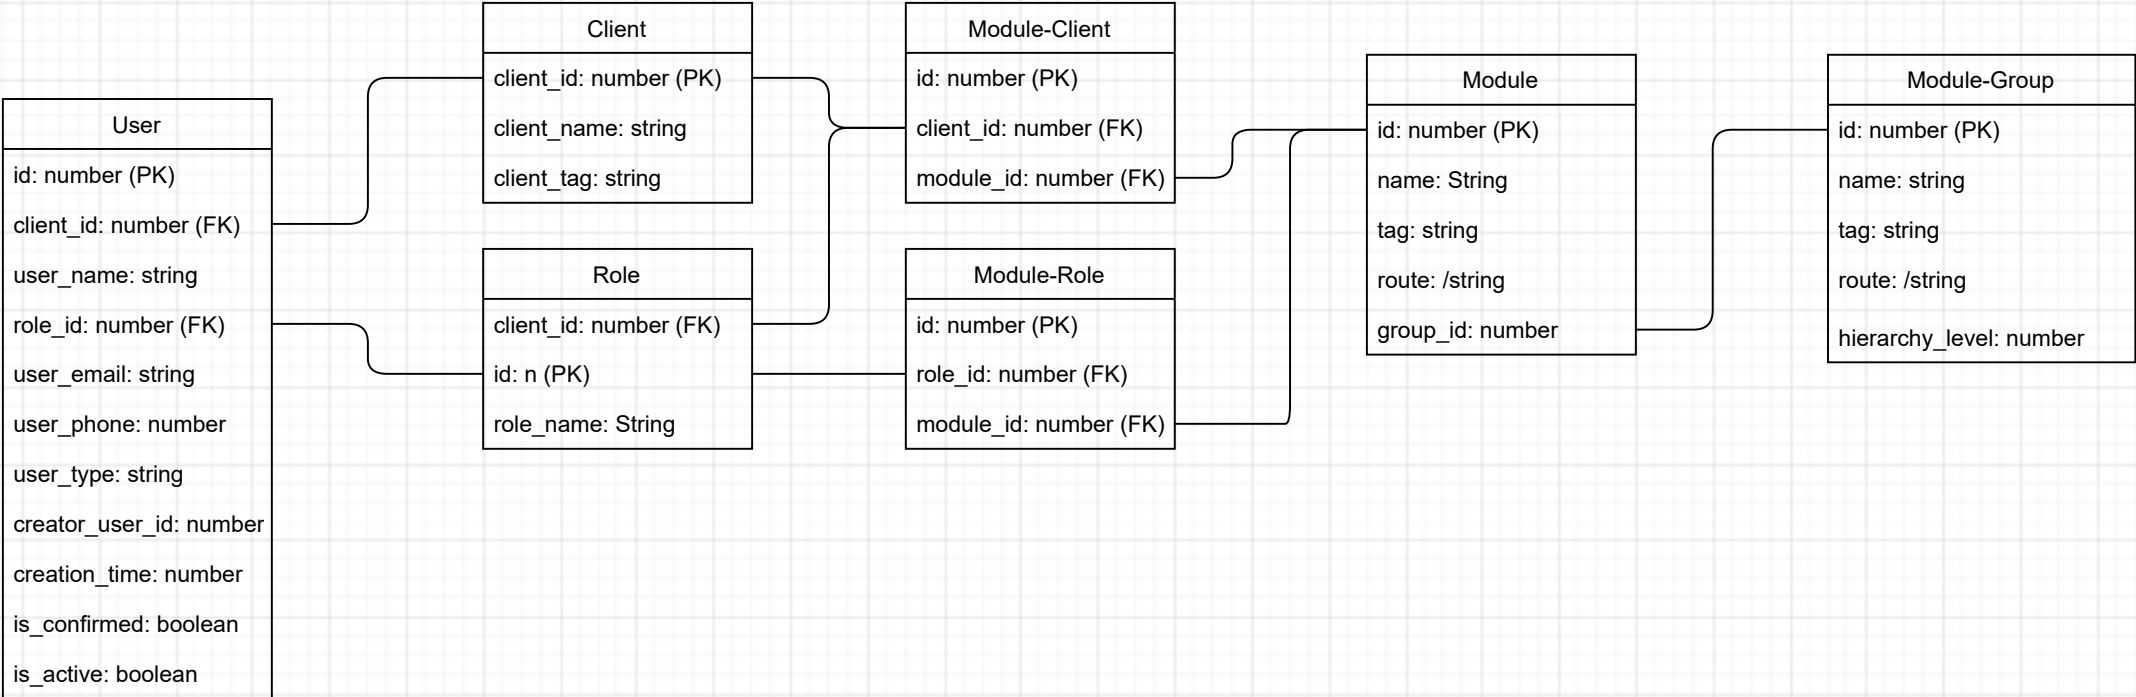 User
id: number (PK)
client_id: number (FK)
user_name: string
role_id: number (FK)
user_email: string
user_phone: number
user_type: string
creator_user_id: number
creation_time: number
is_confirmed: boolean
is_active: boolean
Client
client_id: number (PK)
client_name: string
client_tag: string
Role
client_id: number (FK)
id: n (PK)
role_name: String
Module-Client
id: number (PK)
client_id: number (FK)
module_id: number (FK)
Module-Role
id: number (PK)
role_id: number (FK)
module_id: number (FK)
Module
id: number (PK)
name: String
tag: string
route: /string
group_id: number
Module-Group
id: number (PK)
name: string
tag: string
route: /string
hierarchy_level: number